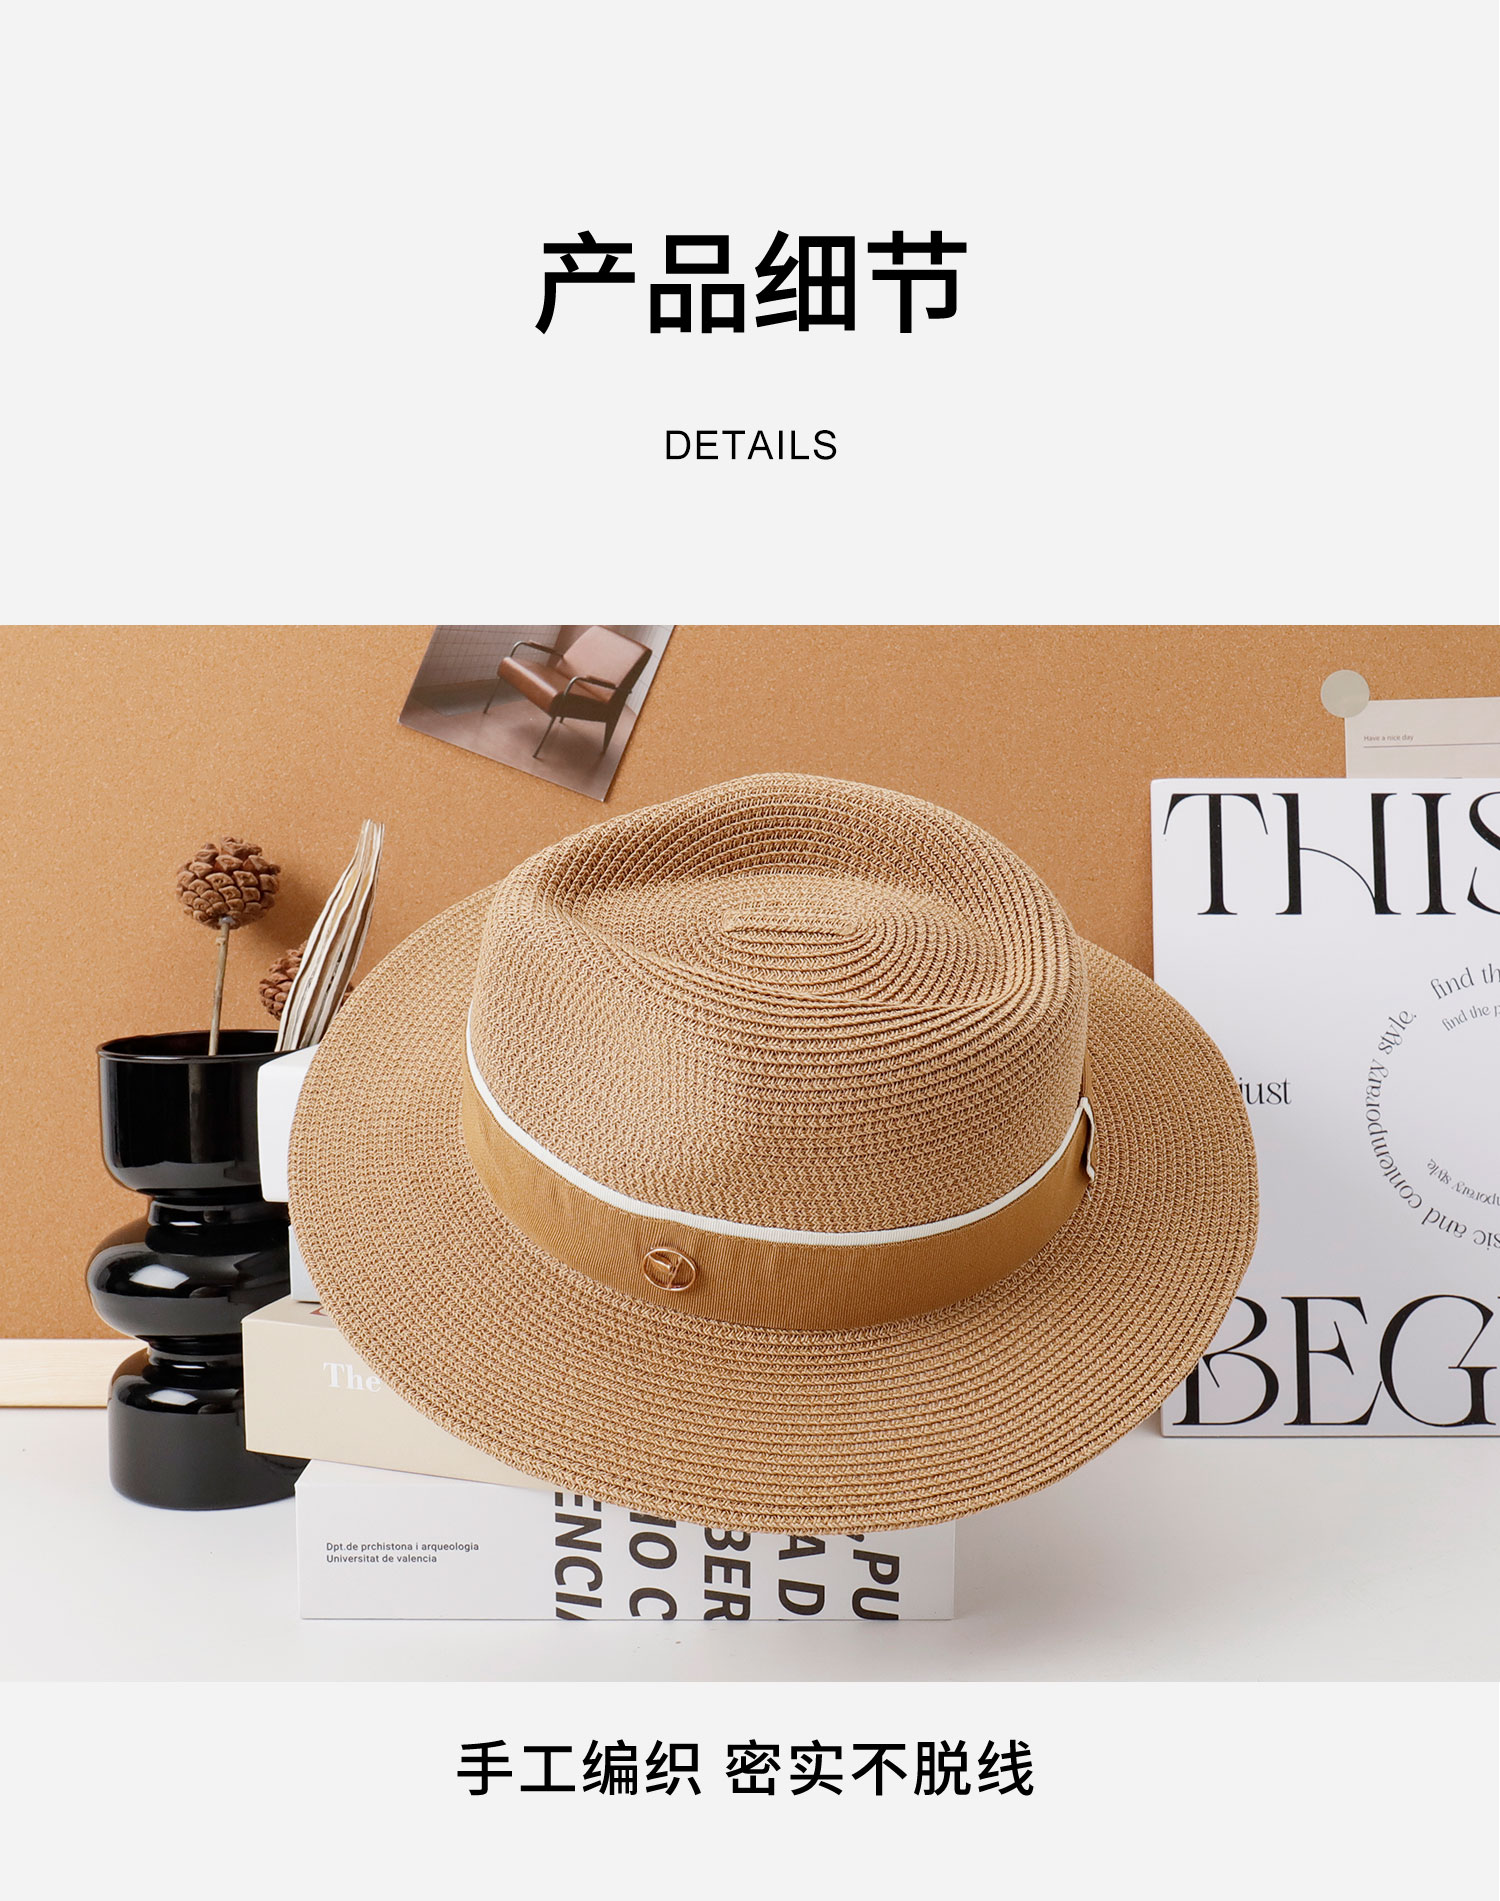 产品细节
DETAILS
Have a nice day
THIS
find th
find the p
just
style.
contemporary
and
sic
mporary style.
BEG
The
Dpt.de prchistona i arqueologia
Universitat de valencia
ENCI
MO C
BER
A D
,PU
手工编织 密实不脱线